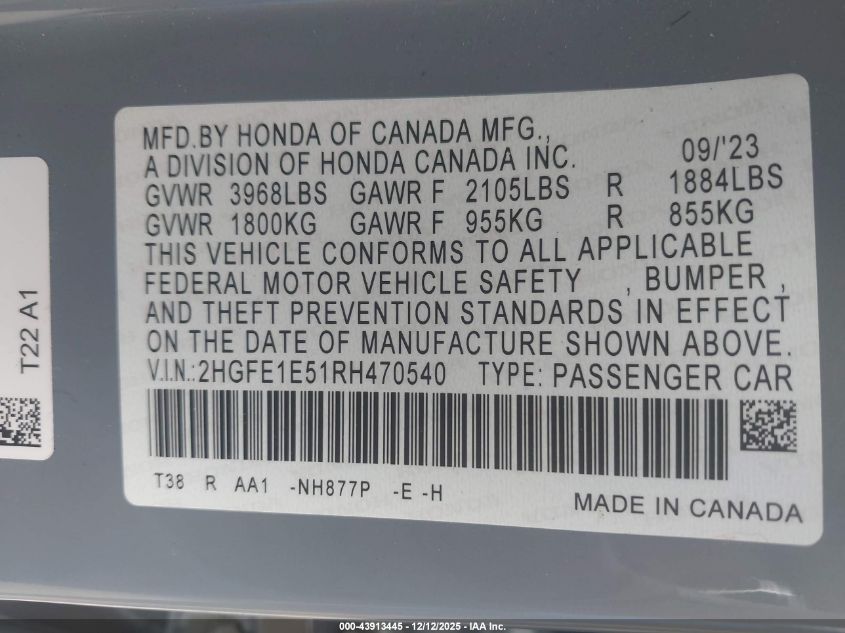 MFD.BY HONDA OF CANADA MFG.,
A DIVISION OF HONDA CANADA INC. 09/'23
GVWR 3968LBS GAWR F 2105LBS R 1884LBS
GVWR 1800KG GAWR F 955KG R 855KG
THIS VEHICLE CONFORMS TO ALL APPLICABLE
FEDERAL MOTOR VEHICLE SAFETY , BUMPER ,
AND THEFT PREVENTION STANDARDS IN EFFECT
ON THE DATE OF MANUFACTURE SHOWN ABOVE.
V.I.N.:2HGFE1E51RH470540 TYPE: PASSENGER CAR
T38 R AA1 -NH877P -E -H
MADE IN CANADA
T22 A1
000-43913445 - 12/12/2025 - IAA Inc.